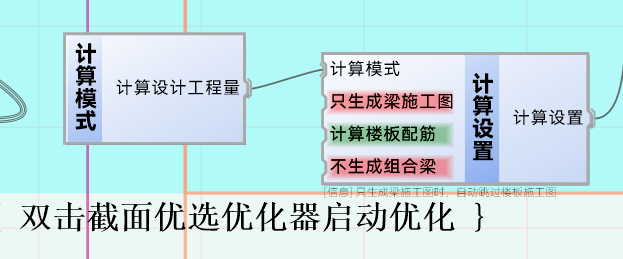 计算模式
计算设计工程量
计算模式
只生成梁施工图
计算楼板配筋
不生成组合梁
计算设置
计算设置
[信息] 只生成梁施工图时，自动跳过楼板施工图
双击截面优选优化器启动优化 }